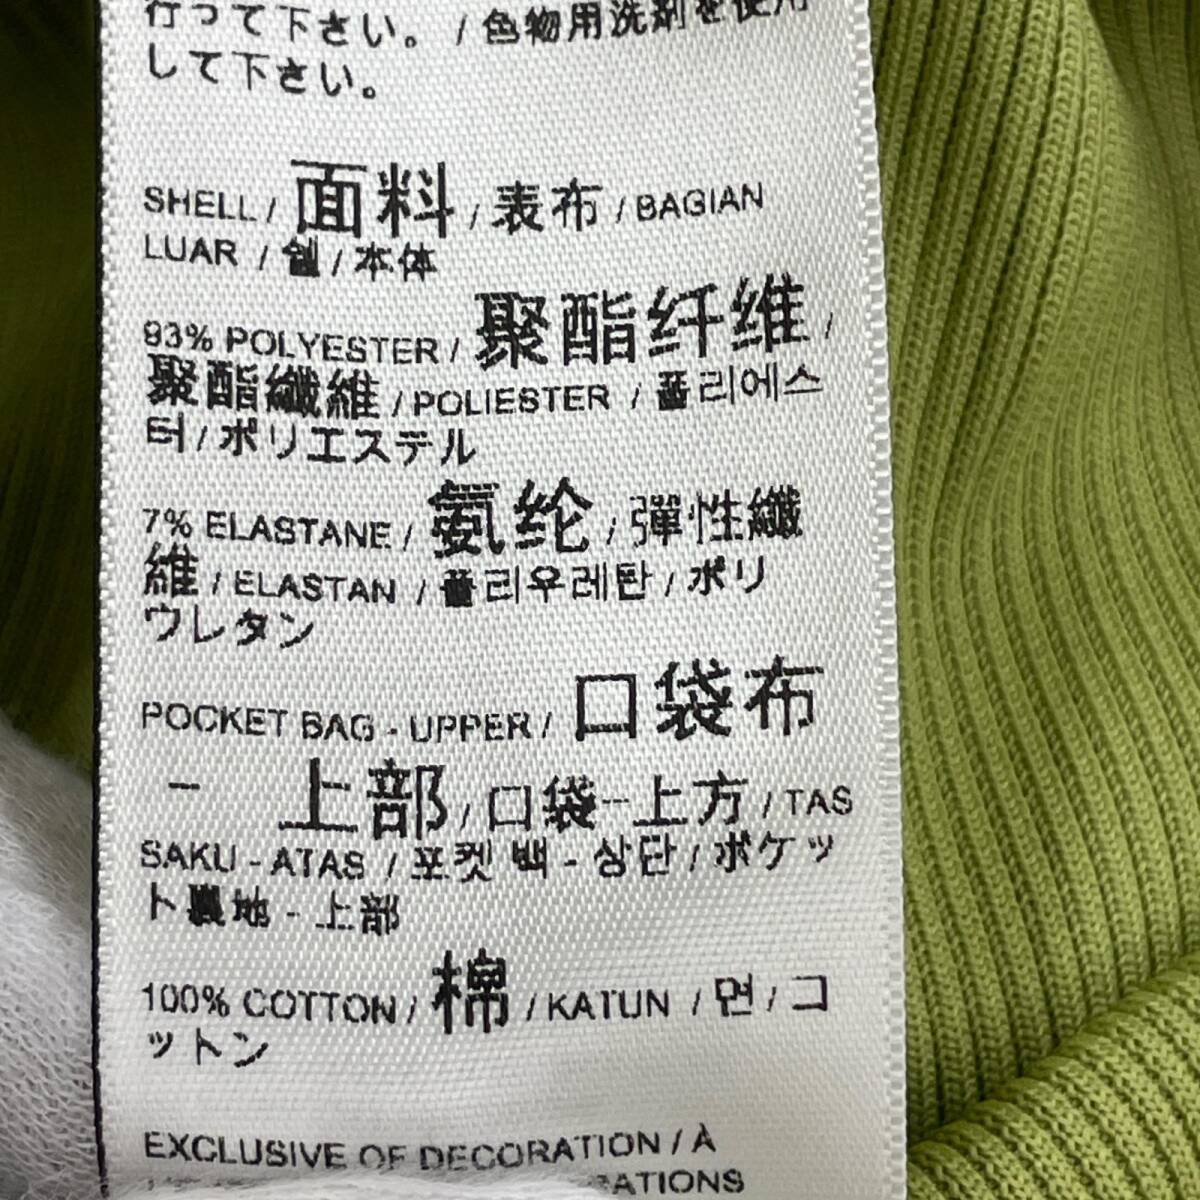 行って下さい。/ 色物用洗剤を使用
して下さい。
SHELL / 面料 / 表布 / BAGIAN
LUAR / 쉘 / 本体
93% POLYESTER / 聚酯纤维 /
聚酯纖維 / POLIESTER / 폴리에스
터 / ポリエステル
7% ELASTANE / 氨纶 / 彈性纖
維 / ELASTAN / 폴리우레탄 / ポリ
ウレタン
POCKET BAG - UPPER / 口袋布
- 上部 / 口袋--上方 / TAS
SAKU - ATAS / 포켓 백 - 상단 / ポケッ
ト裏地 - 上部
100% COTTON / 棉 / KATUN / 면 / コ
ットン
EXCLUSIVE OF DECORATION / À